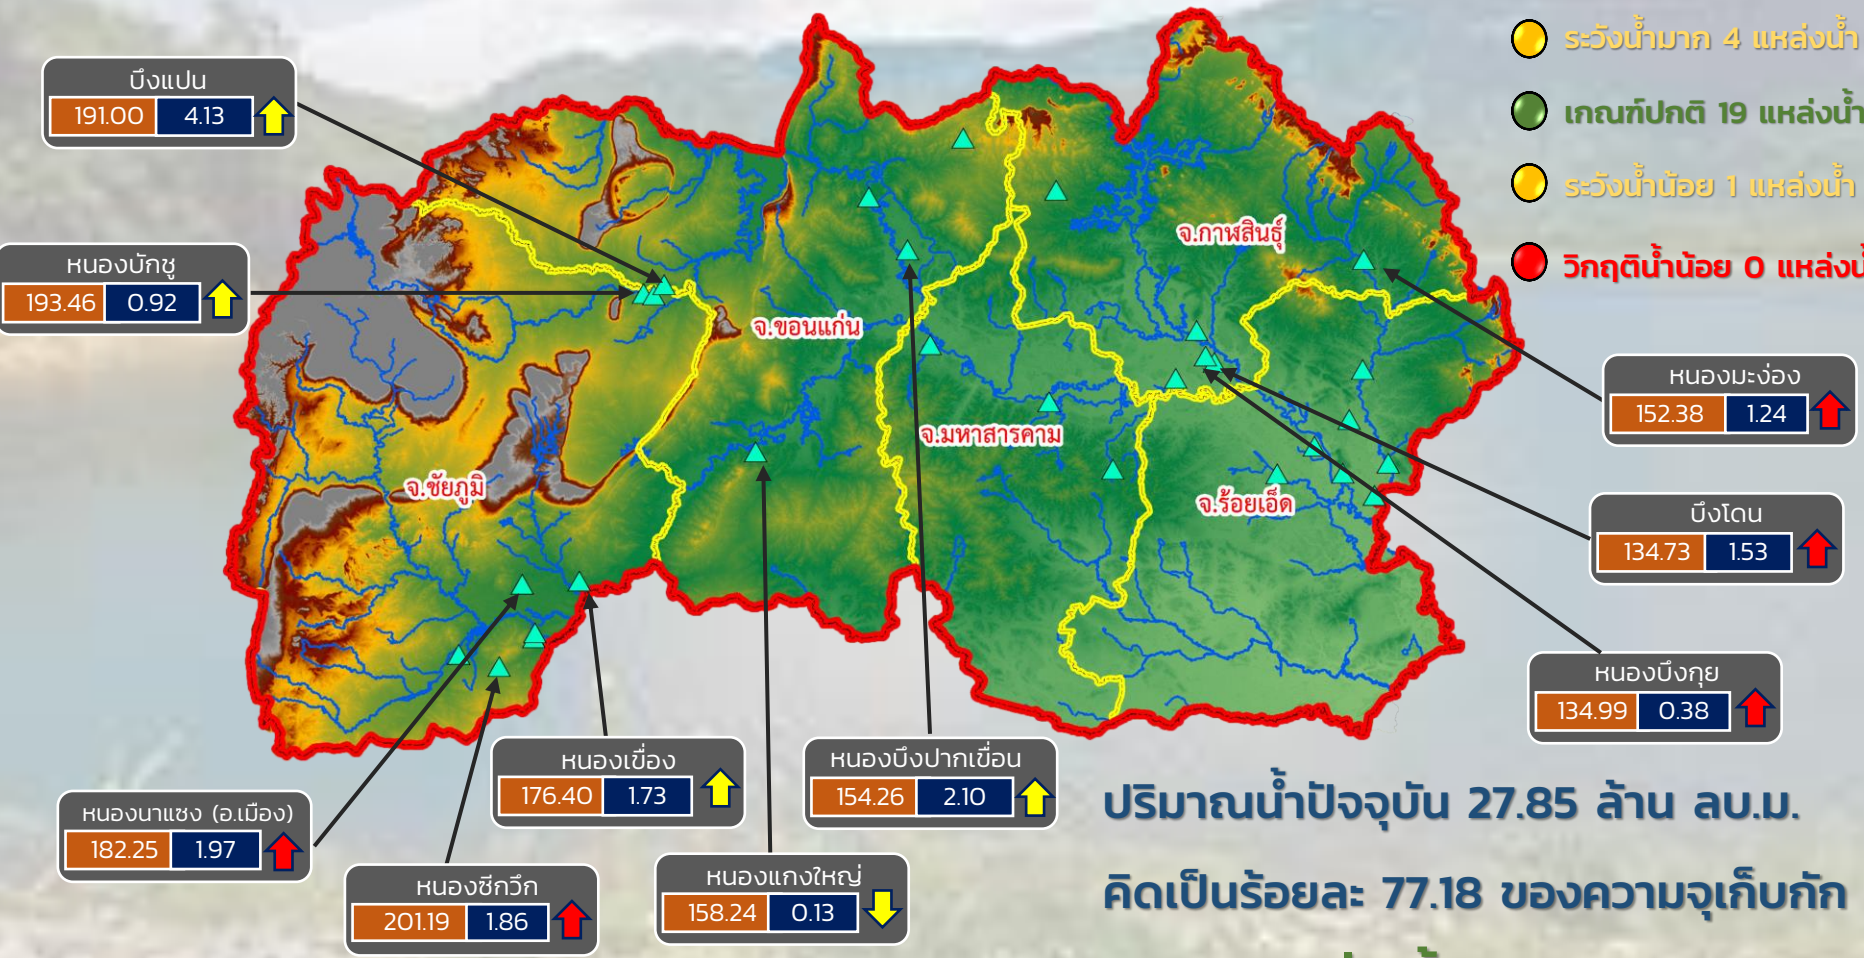 ระวังน้ำมาก 4 แหล่งน้ำ
เกณฑ์ปกติ 19 แหล่งน้ำ
ระวังน้ำน้อย 1 แหล่งน้ำ
วิกฤติน้ำน้อย 0 แหล่งน้ำ
บึงแปน
191.00 4.13
หนองบักชู
193.46 0.92
จ.กาฬสินธุ์
จ.ขอนแก่น
จ.มหาสารคาม
จ.ชัยภูมิ
จ.ร้อยเอ็ด
หนองมะง่อง
152.38 1.24
บึงโดน
134.73 1.53
หนองบึงกุย
134.99 0.38
หนองเขื่อง
176.40 1.73
หนองบึงปากเขื่อน
154.26 2.10
หนองนาแซง (อ.เมือง)
182.25 1.97
หนองซีกวึก
201.19 1.86
หนองแกงใหญ่
158.24 0.13
ปริมาณน้ำปัจจุบัน 27.85 ล้าน ลบ.ม.
คิดเป็นร้อยละ 77.18 ของความจุเก็บกัก